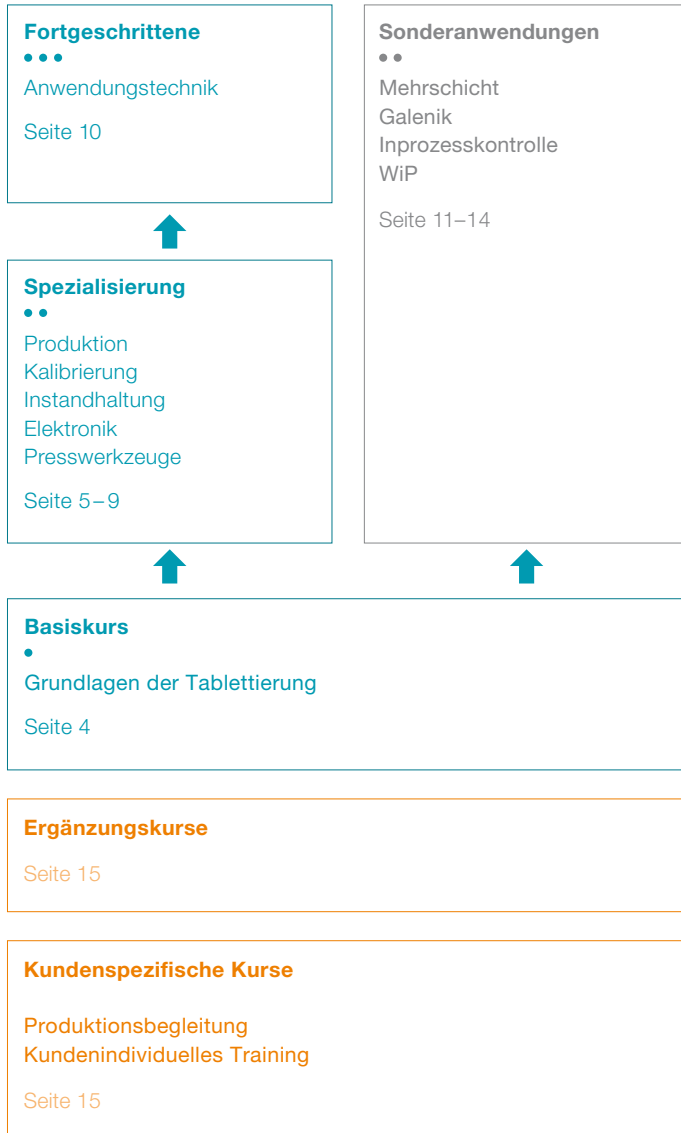 Fortgeschrittene
Anwendungstechnik
Seite 10
Sonderanwendungen
Mehrschicht
Galenik
Inprozesskontrolle
WiP
Seite 11–14
Spezialisierung
Produktion
Kalibrierung
Instandhaltung
Elektronik
Presswerkzeuge
Seite 5–9
Basiskurs
Grundlagen der Tablettierung
Seite 4
Ergänzungskurse
Seite 15
Kundenspezifische Kurse
Produktionsbegleitung
Kundenindividuelles Training
Seite 15